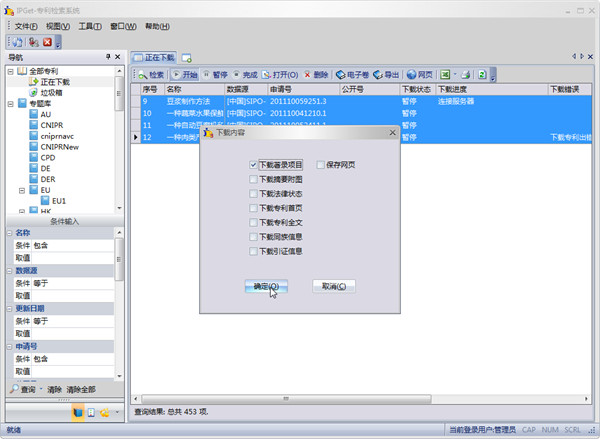 IPGet-专利检索系统
文件(F) 视图(V) 工具(T) 窗口(W) 帮助(H)
导航
全部专利
正在下载
垃圾箱
专题库
AU
CNIPR
cniprnavc
CNIPRNew
CPD
DE
DER
EU
EU1
HK
条件输入
名称
条件 包含
取值
数据源
条件 等于
取值
更新日期
条件 等于
取值
申请号
条件 包含
取值
查询 清除 清除全部
正在下载
检索 开始 暂停 完成 打开(O) 删除 电子卷 导出 网页
序号 名称 数据源 申请号 公开号 下载状态 下载进度 下载错误
9 豆浆制作方法 [中国]SIPO- 201110059251.3 暂停 连接服务器
10 一种蔬菜水果保鲜 [中国]SIPO- 201110041210.1 暂停
11 [中国]SIPO- 暂停
12 一种肉类 暂停 下载专利出错
下载内容
下载著录项目 保存网页
下载摘要附图
下载法律状态
下载专利首页
下载专利全文
下载同族信息
下载引证信息
确定(O) 取消(C)
查询结果: 总共 453 项.
就绪 当前登录用户:管理员 CAP NUM SCRL